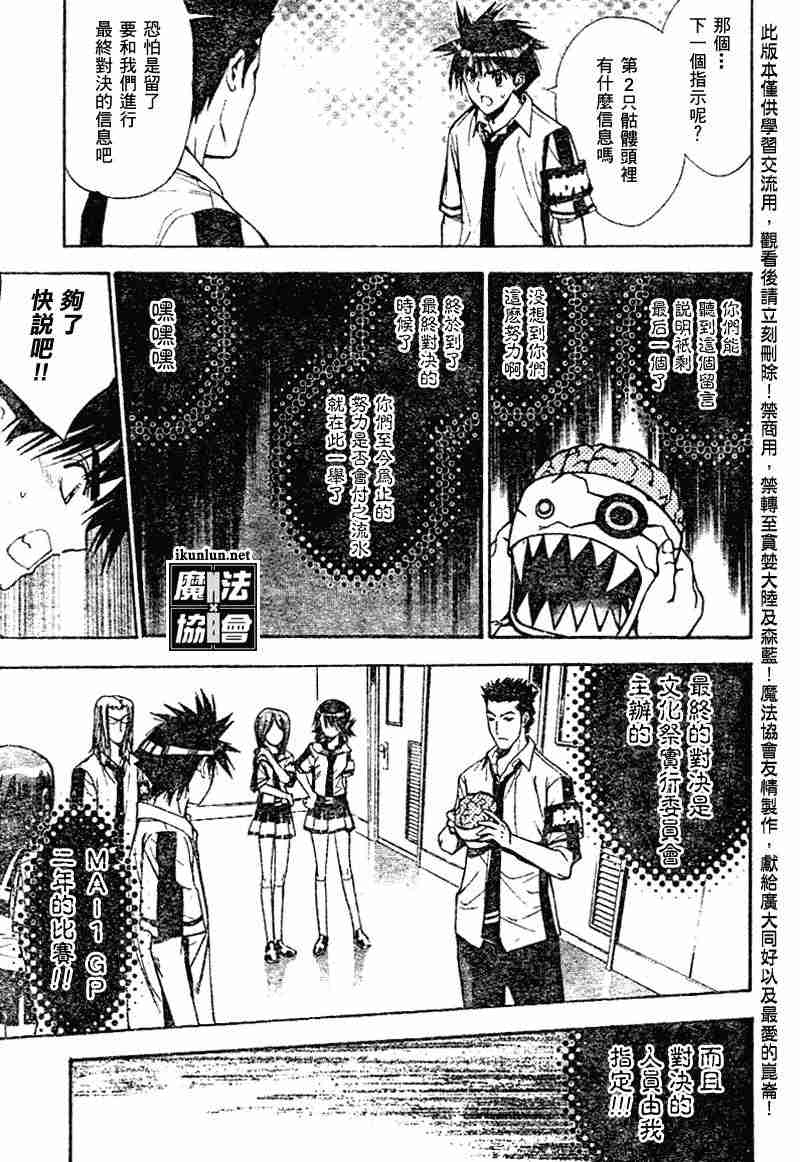 那個…
下一個指示呢?
第2只骷髏頭裡
有什麼信息嗎
恐怕是留了
要和我們進行
最終對決的信息吧
你們能
聽到這個留言
説明衹剩
最后一個了
没想到你們
這麽努力啊
終於到了
最終對決的
時候了
你們至今爲止的
努力是否會付之流水
就在此一舉了
嘿嘿嘿
夠了
快説吧!!
ikunlun.net
魔法
協會
最終的對決是
文化祭實行委員會
主辦的
MAI1 GP
二年的比賽!!
而且
對決的
人員由我
指定!!!
此版本僅供學習交流用，觀看後請立刻刪除！禁商用，禁轉至貪婪大陸及森藍！魔法協會友情製作，獻給廣大同好以及最愛的崑崙！